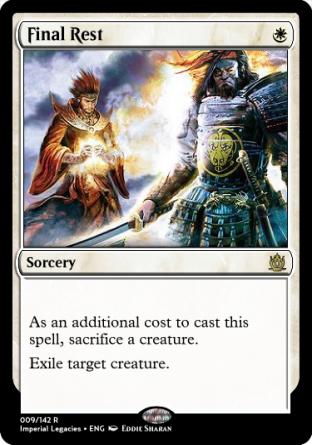 Final Rest
Sorcery
As an additional cost to cast this
spell, sacrifice a creature.
Exile target creature.
009/142 R
Imperial Legacies • ENG Eddie Sharan